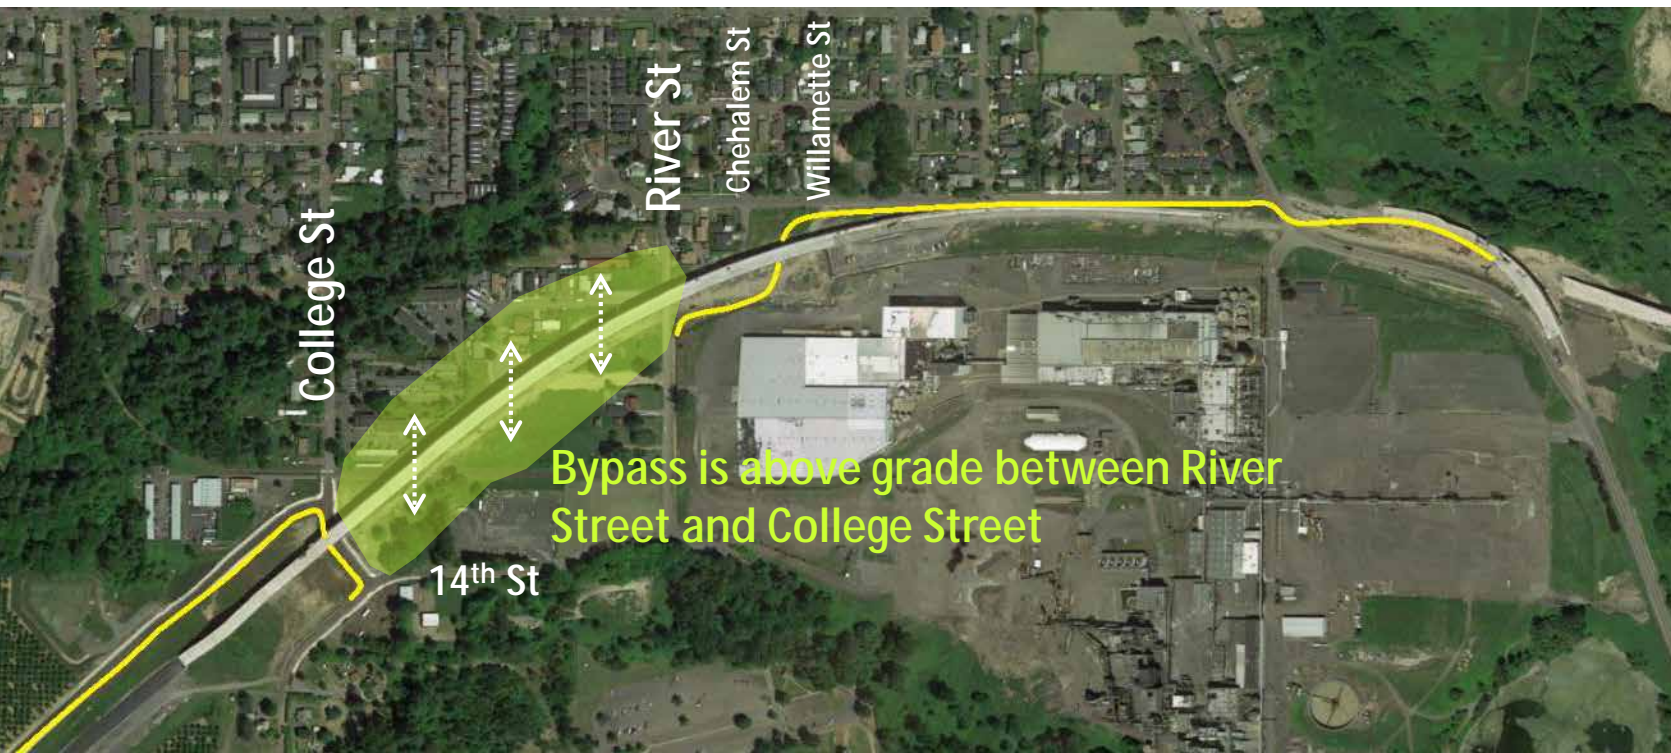 River St
Chehalem St
Willamette St
College St
Bypass is above grade between River
Street and College Street
14th St